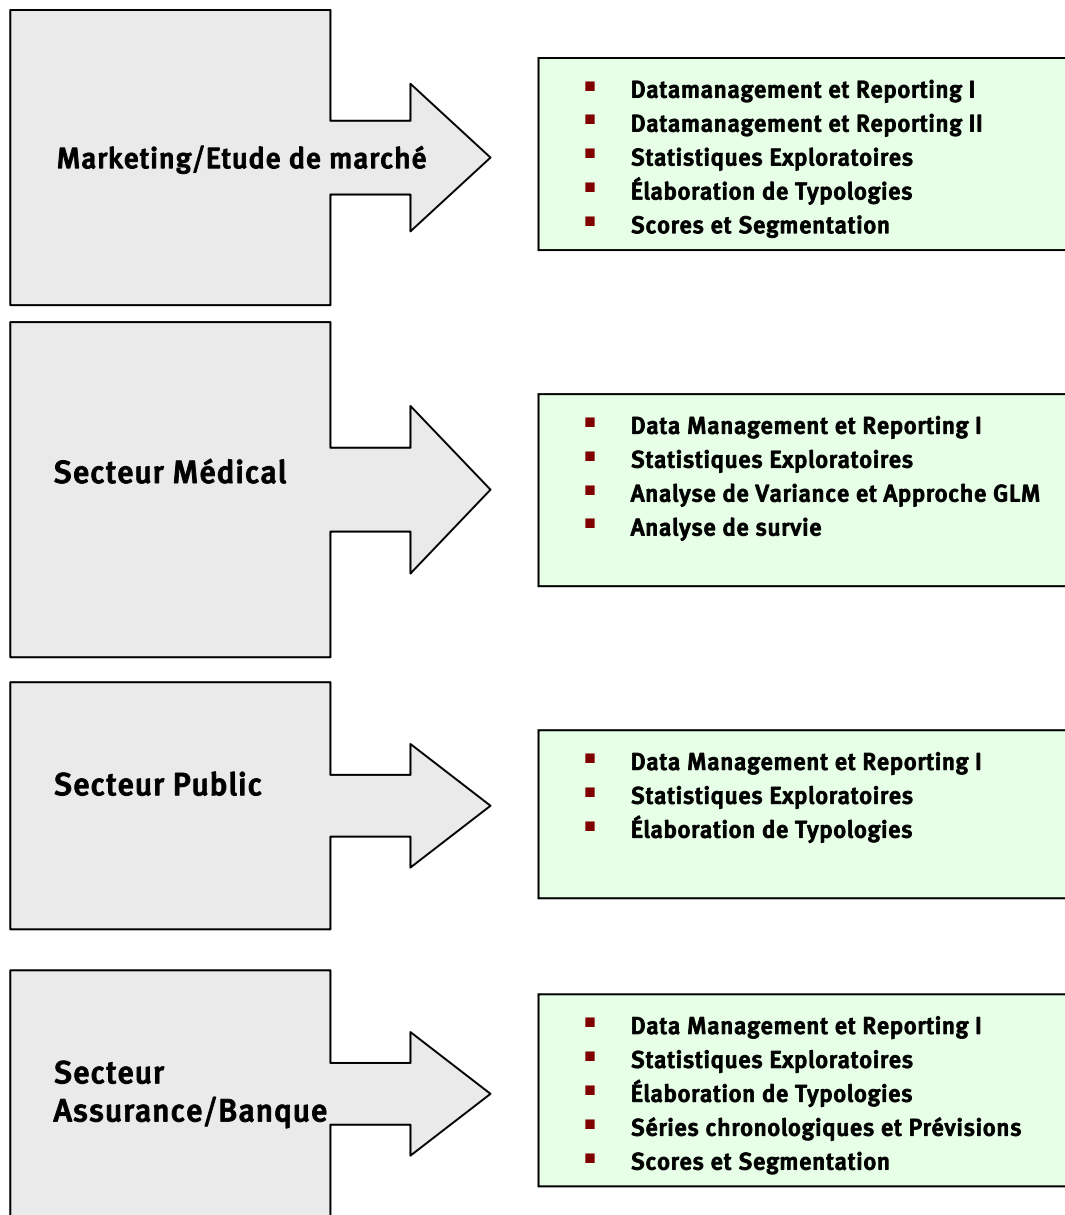 Marketing/Etude de marché
Datamanagement et Reporting I
Datamanagement et Reporting II
Statistiques Exploratoires
Élaboration de Typologies
Scores et Segmentation
Secteur Médical
Data Management et Reporting I
Statistiques Exploratoires
Analyse de Variance et Approche GLM
Analyse de survie
Secteur Public
Data Management et Reporting I
Statistiques Exploratoires
Élaboration de Typologies
Secteur
Assurance/Banque
Data Management et Reporting I
Statistiques Exploratoires
Élaboration de Typologies
Séries chronologiques et Prévisions
Scores et Segmentation